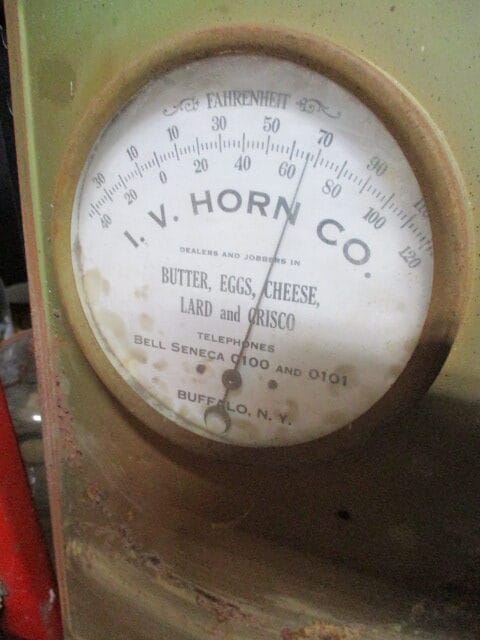 FAHRENHEIT
30 10 10 30 50 70 90
40 20 0 20 40 60 80 100 120
I. V. HORN CO.
DEALERS AND JOBBERS IN
BUTTER, EGGS, CHEESE,
LARD and CRISCO
TELEPHONES
BELL SENECA 0100 AND 0101
BUFFALO, N. Y.